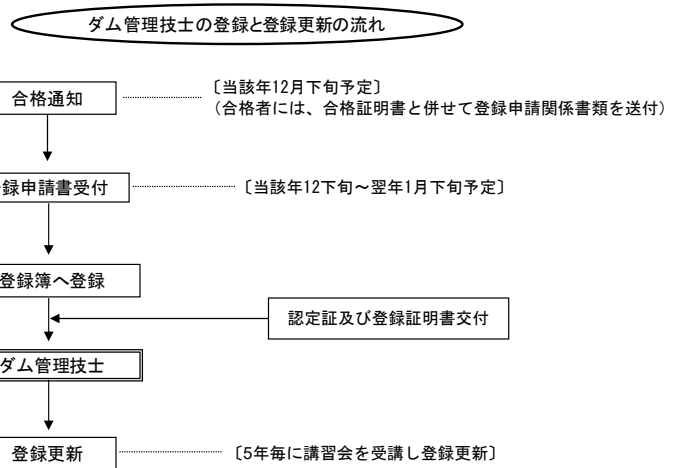 ダム管理技士の登録と登録更新の流れ
合格通知
〔当該年12月下旬予定〕
（合格者には、合格証明書と併せて登録申請関係書類を送付）
録申請書受付
〔当該年12下旬～翌年1月下旬予定〕
登録簿へ登録
認定証及び登録証明書交付
ダム管理技士
登録更新
〔5年毎に講習会を受講し登録更新〕